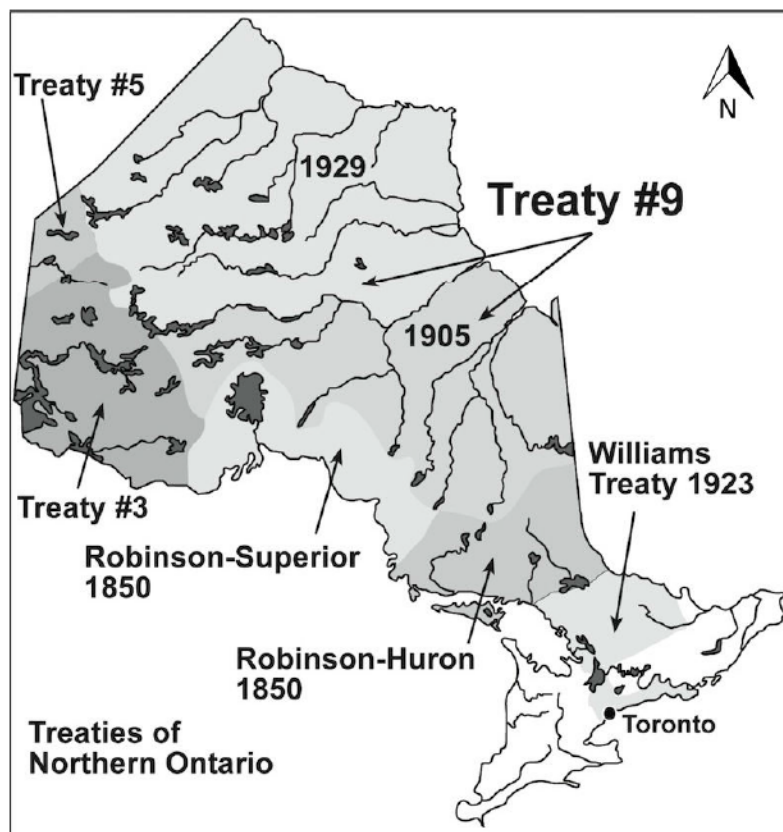 Treaty #5
N
1929
Treaty #9
1905
Williams
Treaty 1923
Treaty #3
Robinson-Superior
1850
Robinson-Huron
1850
Toronto
Treaties of
Northern Ontario